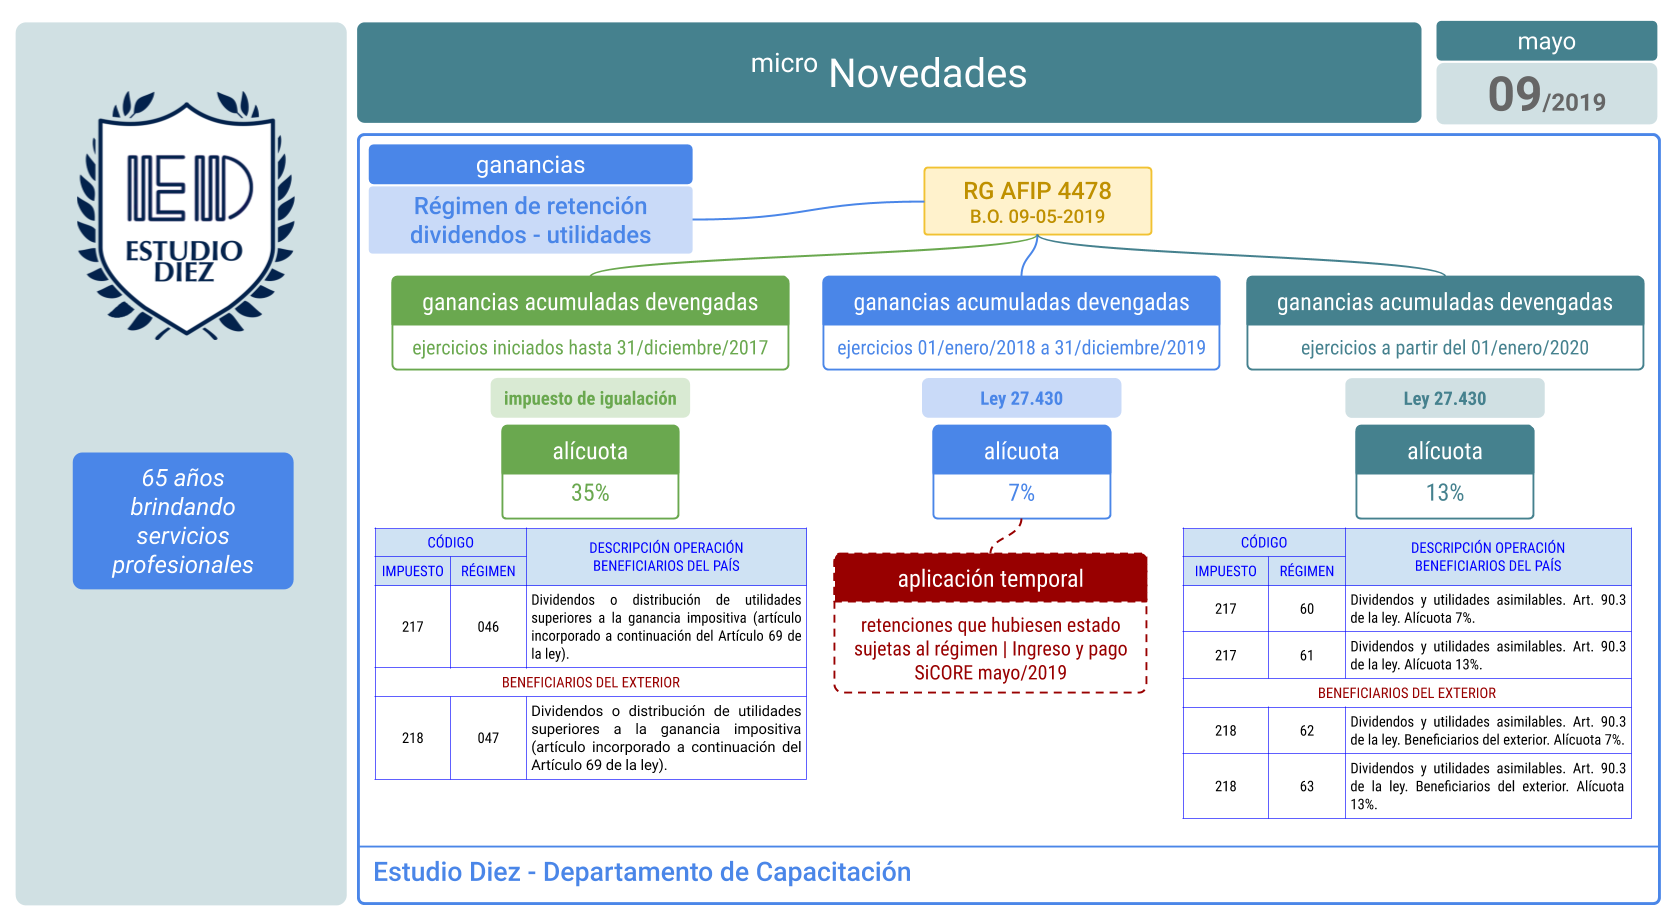 IED
ESTUDIO
DIEZ
65 años
brindando
servicios
profesionales
micro Novedades
mayo
09/2019
ganancias
Régimen de retención
dividendos - utilidades
RG AFIP 4478
B.O. 09-05-2019
ganancias acumuladas devengadas
ejercicios iniciados hasta 31/diciembre/2017
impuesto de igualación
alícuota
35%
CÓDIGO
DESCRIPCIÓN OPERACIÓN
BENEFICIARIOS DEL PAÍS
IMPUESTO RÉGIMEN
217 046
Dividendos o distribución de utilidades
superiores a la ganancia impositiva (artículo
incorporado a continuación del Artículo 69 de
la ley).
BENEFICIARIOS DEL EXTERIOR
218 047
Dividendos o distribución de utilidades
superiores a la ganancia impositiva
(artículo incorporado a continuación del
Artículo 69 de la ley).
ganancias acumuladas devengadas
ejercicios 01/enero/2018 a 31/diciembre/2019
Ley 27.430
alícuota
7%
aplicación temporal
retenciones que hubiesen estado
sujetas al régimen | Ingreso y pago
SiCORE mayo/2019
ganancias acumuladas devengadas
ejercicios a partir del 01/enero/2020
Ley 27.430
alícuota
13%
CÓDIGO
DESCRIPCIÓN OPERACIÓN
BENEFICIARIOS DEL PAÍS
IMPUESTO RÉGIMEN
217 60
Dividendos y utilidades asimilables. Art. 90.3
de la ley. Alícuota 7%.
217 61
Dividendos y utilidades asimilables. Art. 90.3
de la ley. Alícuota 13%.
BENEFICIARIOS DEL EXTERIOR
218 62
Dividendos y utilidades asimilables. Art. 90.3
de la ley. Beneficiarios del exterior. Alícuota 7%.
218 63
Dividendos y utilidades asimilables. Art. 90.3
de la ley. Beneficiarios del exterior. Alícuota
13%.
Estudio Diez - Departamento de Capacitación